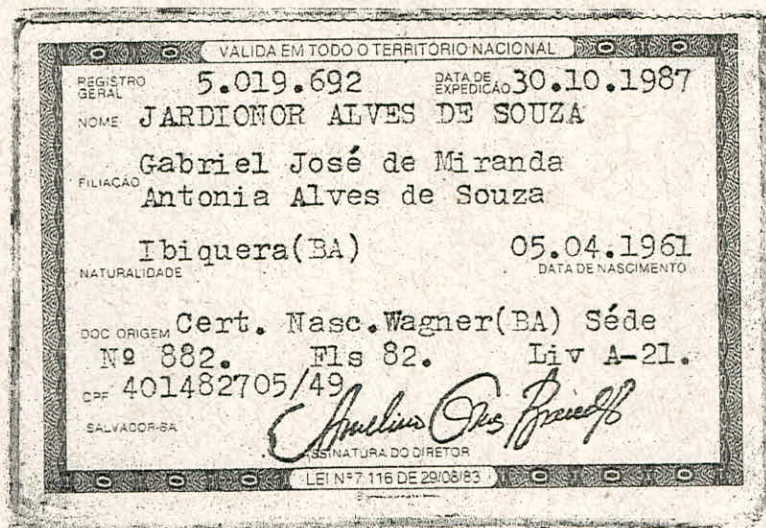 VÁLIDA EM TODO O TERRITÓRIO NACIONAL
REGISTRO GERAL 5.019.692 DATA DE EXPEDIÇÃO 30.10.1987
NOME JARDIONOR ALVES DE SOUZA
FILIAÇÃO Gabriel José de Miranda
Antonia Alves de Souza
Ibiquera(BA) 05.04.1961
NATURALIDADE DATA DE NASCIMENTO
DOC ORIGEM Cert. Nasc.Wagner(BA) Séde
Nº 882. Fls 82. Liv A-21.
CPF 401482705/49
SALVADOR-BA
ASSINATURA DO DIRETOR
LEI Nº 7.116 DE 29/08/83